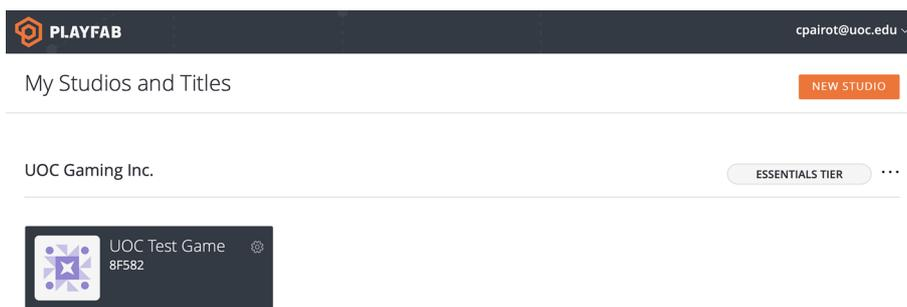 PLAYFAB
cpairot@uoc.edu
My Studios and Titles
NEW STUDIO
UOC Gaming Inc.
ESSENTIALS TIER
UOC Test Game
8F582